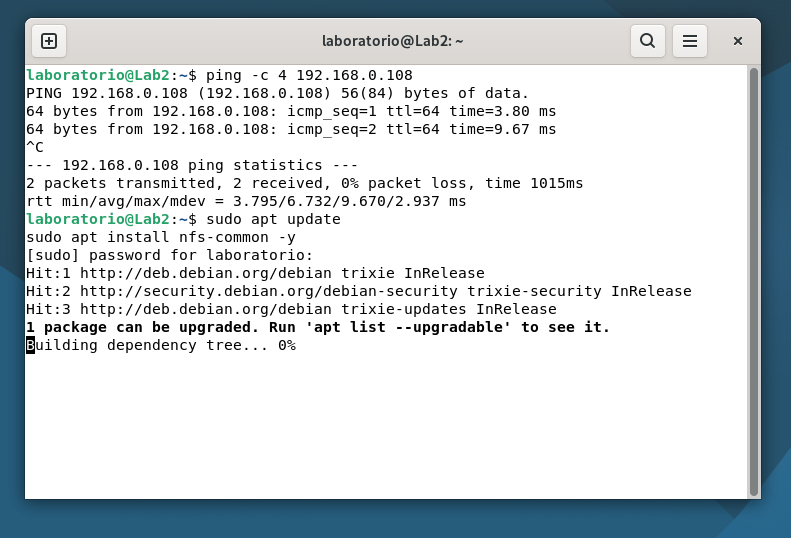 laboratorio@Lab2: ~
laboratorio@Lab2:~$ ping -c 4 192.168.0.108
PING 192.168.0.108 (192.168.0.108) 56(84) bytes of data.
64 bytes from 192.168.0.108: icmp_seq=1 ttl=64 time=3.80 ms
64 bytes from 192.168.0.108: icmp_seq=2 ttl=64 time=9.67 ms
^C
--- 192.168.0.108 ping statistics ---
2 packets transmitted, 2 received, 0% packet loss, time 1015ms
rtt min/avg/max/mdev = 3.795/6.732/9.670/2.937 ms
laboratorio@Lab2:~$ sudo apt update
sudo apt install nfs-common -y
[sudo] password for laboratorio:
Hit:1 http://deb.debian.org/debian trixie InRelease
Hit:2 http://security.debian.org/debian-security trixie-security InRelease
Hit:3 http://deb.debian.org/debian trixie-updates InRelease
1 package can be upgraded. Run 'apt list --upgradable' to see it.
Building dependency tree... 0%